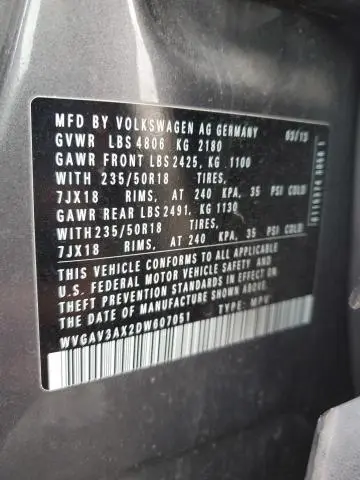 MFD BY VOLKSWAGEN AG GERMANY 03/13
GVWR LBS 4806 KG 2180
GAWR FRONT LBS 2425, KG 1100
WITH 235/50R18 TIRES,
7JX18 RIMS, AT 240 KPA, 35 PSI COLD
GAWR REAR LBS 2491, KG 1130
WITH 235/50R18 TIRES,
7JX18 RIMS, AT 240 KPA, 35 PSI COLD
THIS VEHICLE CONFORMS TO ALL APPLICABLE
U.S. FEDERAL MOTOR VEHICLE SAFETY AND
THEFT PREVENTION STANDARDS IN EFFECT ON
THE DATE OF MANUFACTURE SHOWN ABOVE.
WVGAV3AX2DW607051 TYPE: MPV